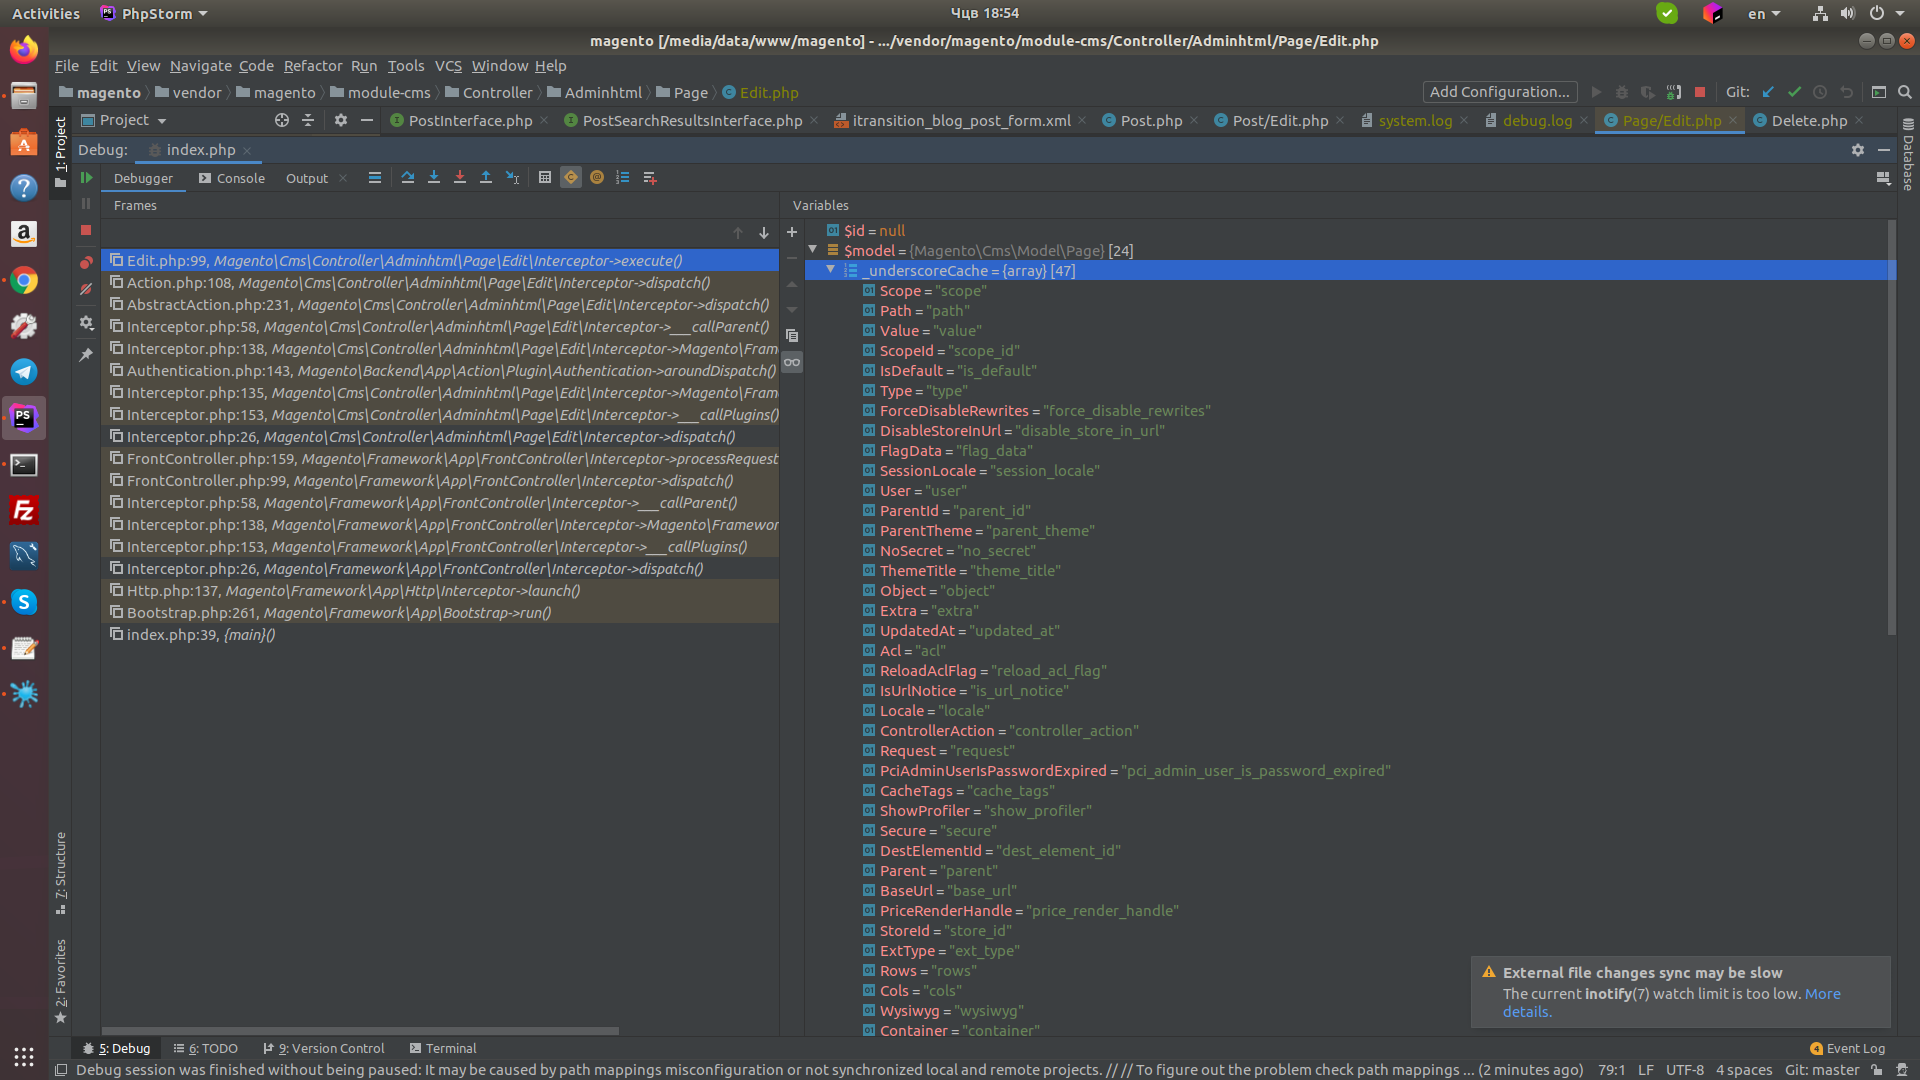 Activities PhpStorm Чцв 18:54 en
magento [/media/data/www/magento] - .../vendor/magento/module-cms/Controller/Adminhtml/Page/Edit.php
File Edit View Navigate Code Refactor Run Tools VCS Window Help
magento vendor magento module-cms Controller Adminhtml Page Edit.php Add Configuration... Git:
1: Project
Project PostInterface.php PostSearchResultsInterface.php itransition_blog_post_form.xml Post.php Post/Edit.php system.log debug.log Page/Edit.php Delete.php
Database
Debug: index.php
Debugger Console Output
Frames
Variables
Edit.php:99, Magento\Cms\Controller\Adminhtml\Page\Edit\Interceptor->execute()
Action.php:108, Magento\Cms\Controller\Adminhtml\Page\Edit\Interceptor->dispatch()
AbstractAction.php:231, Magento\Cms\Controller\Adminhtml\Page\Edit\Interceptor->dispatch()
Interceptor.php:58, Magento\Cms\Controller\Adminhtml\Page\Edit\Interceptor->___callParent()
Interceptor.php:138, Magento\Cms\Controller\Adminhtml\Page\Edit\Interceptor->Magento\Fram
Authentication.php:143, Magento\Backend\App\Action\Plugin\Authentication->aroundDispatch()
Interceptor.php:135, Magento\Cms\Controller\Adminhtml\Page\Edit\Interceptor->Magento\Fram
Interceptor.php:153, Magento\Cms\Controller\Adminhtml\Page\Edit\Interceptor->___callPlugins()
Interceptor.php:26, Magento\Cms\Controller\Adminhtml\Page\Edit\Interceptor->dispatch()
FrontController.php:159, Magento\Framework\App\FrontController\Interceptor->processRequest
FrontController.php:99, Magento\Framework\App\FrontController\Interceptor->dispatch()
Interceptor.php:58, Magento\Framework\App\FrontController\Interceptor->___callParent()
Interceptor.php:138, Magento\Framework\App\FrontController\Interceptor->Magento\Framewor
Interceptor.php:153, Magento\Framework\App\FrontController\Interceptor->___callPlugins()
Interceptor.php:26, Magento\Framework\App\FrontController\Interceptor->dispatch()
Http.php:137, Magento\Framework\App\Http\Interceptor->launch()
Bootstrap.php:261, Magento\Framework\App\Bootstrap->run()
index.php:39, {main}()
$id = null
$model = {Magento\Cms\Model\Page} [24]
_underscoreCache = {array} [47]
Scope = "scope"
Path = "path"
Value = "value"
ScopeId = "scope_id"
IsDefault = "is_default"
Type = "type"
ForceDisableRewrites = "force_disable_rewrites"
DisableStoreInUrl = "disable_store_in_url"
FlagData = "flag_data"
SessionLocale = "session_locale"
User = "user"
ParentId = "parent_id"
ParentTheme = "parent_theme"
NoSecret = "no_secret"
ThemeTitle = "theme_title"
Object = "object"
Extra = "extra"
UpdatedAt = "updated_at"
Acl = "acl"
ReloadAclFlag = "reload_acl_flag"
IsUrlNotice = "is_url_notice"
Locale = "locale"
ControllerAction = "controller_action"
Request = "request"
PciAdminUserIsPasswordExpired = "pci_admin_user_is_password_expired"
CacheTags = "cache_tags"
ShowProfiler = "show_profiler"
Secure = "secure"
DestElementId = "dest_element_id"
Parent = "parent"
BaseUrl = "base_url"
PriceRenderHandle = "price_render_handle"
StoreId = "store_id"
ExtType = "ext_type"
Rows = "rows"
Cols = "cols"
Wysiwyg = "wysiwyg"
Container = "container"
7: Structure
2: Favorites
External file changes sync may be slow
The current inotify(7) watch limit is too low. More
details.
5: Debug 6: TODO 9: Version Control Terminal 4 Event Log
Debug session was finished without being paused: It may be caused by path mappings misconfiguration or not synchronized local and remote projects. // // To figure out the problem check path mappings ... (2 minutes ago) 79:1 LF UTF-8 4 spaces Git: master